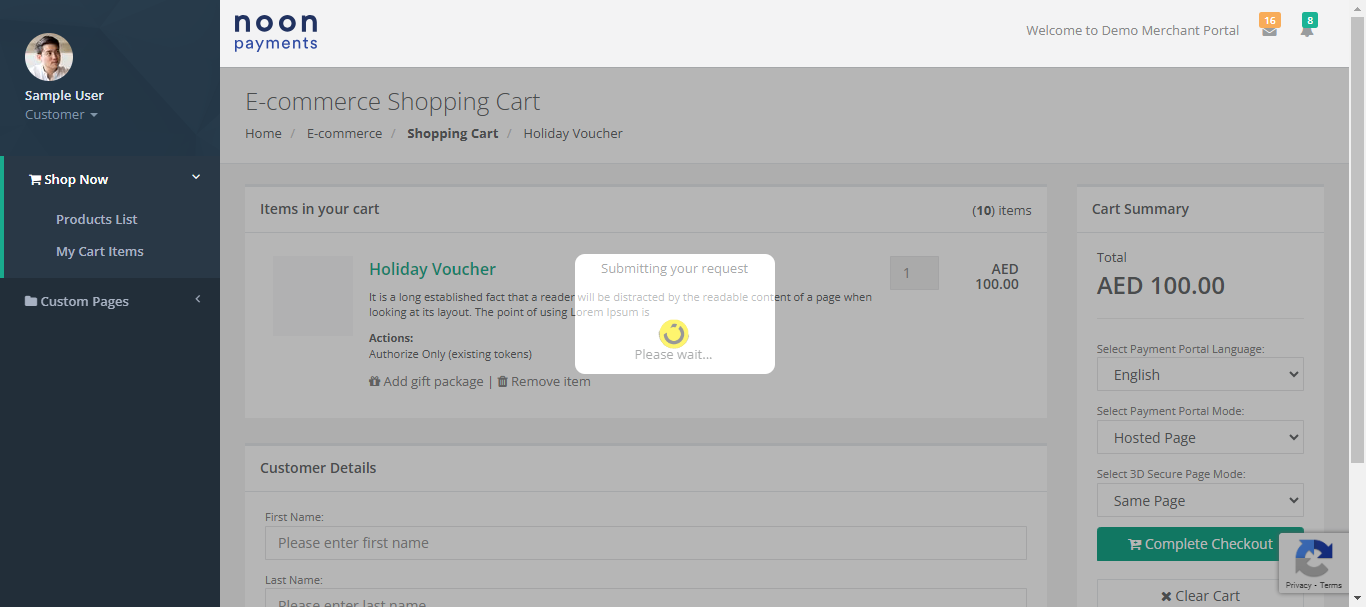 noon
payments
Welcome to Demo Merchant Portal
16
8
Sample User
Customer
Shop Now
Products List
My Cart Items
Custom Pages
E-commerce Shopping Cart
Home / E-commerce / Shopping Cart / Holiday Voucher
Items in your cart
(10) items
Holiday Voucher
1
AED
100.00
It is a long established fact that a reader will be distracted by the readable content of a page when
looking at its layout. The point of using Lorem Ipsum is
Actions:
Authorize Only (existing tokens)
Add gift package | Remove item
Submitting your request
Please wait...
Customer Details
First Name:
Please enter first name
Last Name:
Please enter last name
Cart Summary
Total
AED 100.00
Select Payment Portal Language:
English
Select Payment Portal Mode:
Hosted Page
Select 3D Secure Page Mode:
Same Page
Complete Checkout
Clear Cart
Privacy - Terms